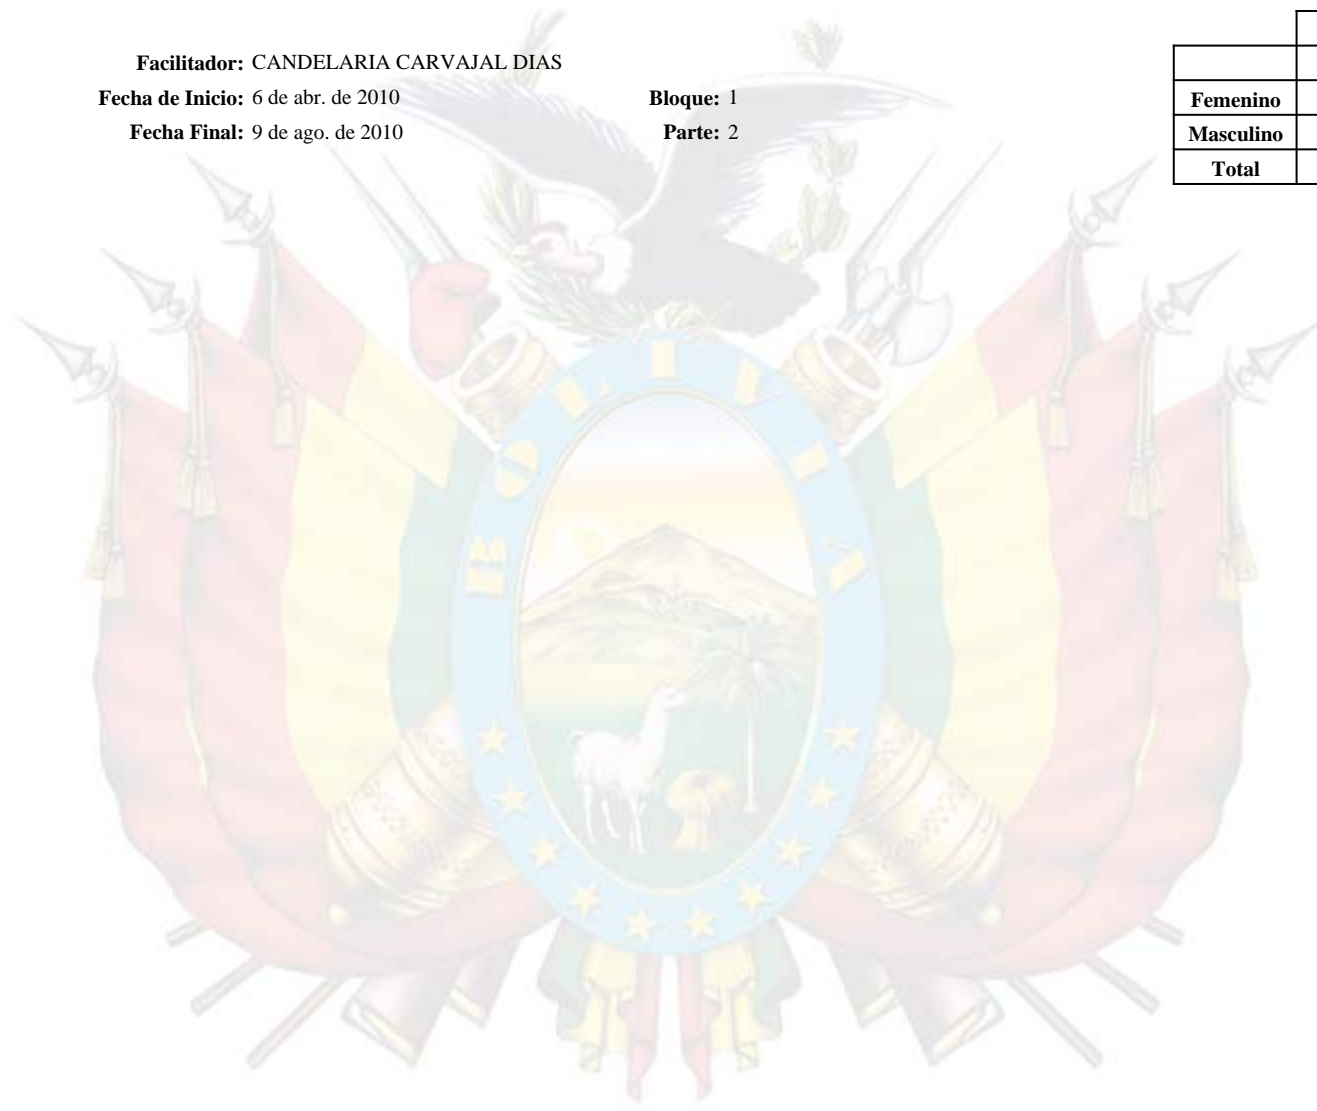 Facilitador: CANDELARIA CARVAJAL DIAS
Fecha de Inicio: 6 de abr. de 2010 Bloque: 1
Fecha Final: 9 de ago. de 2010 Parte: 2
Femenino
Masculino
Total
BOLIVIA